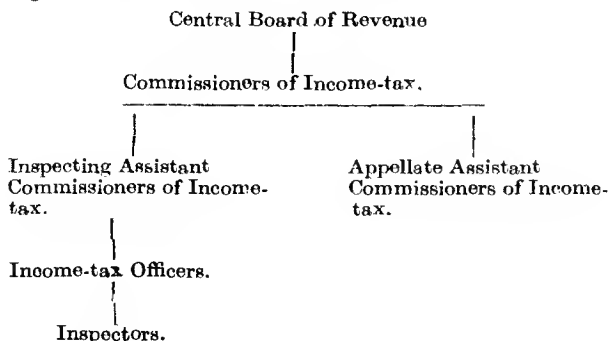 Central Board of Revenue
Commissioners of Income-tax.
Inspecting Assistant
Commissioners of Income-
tax.
Appellate Assistant
Commissioners of Income-
tax.
Income-tax Officers.
Inspectors.